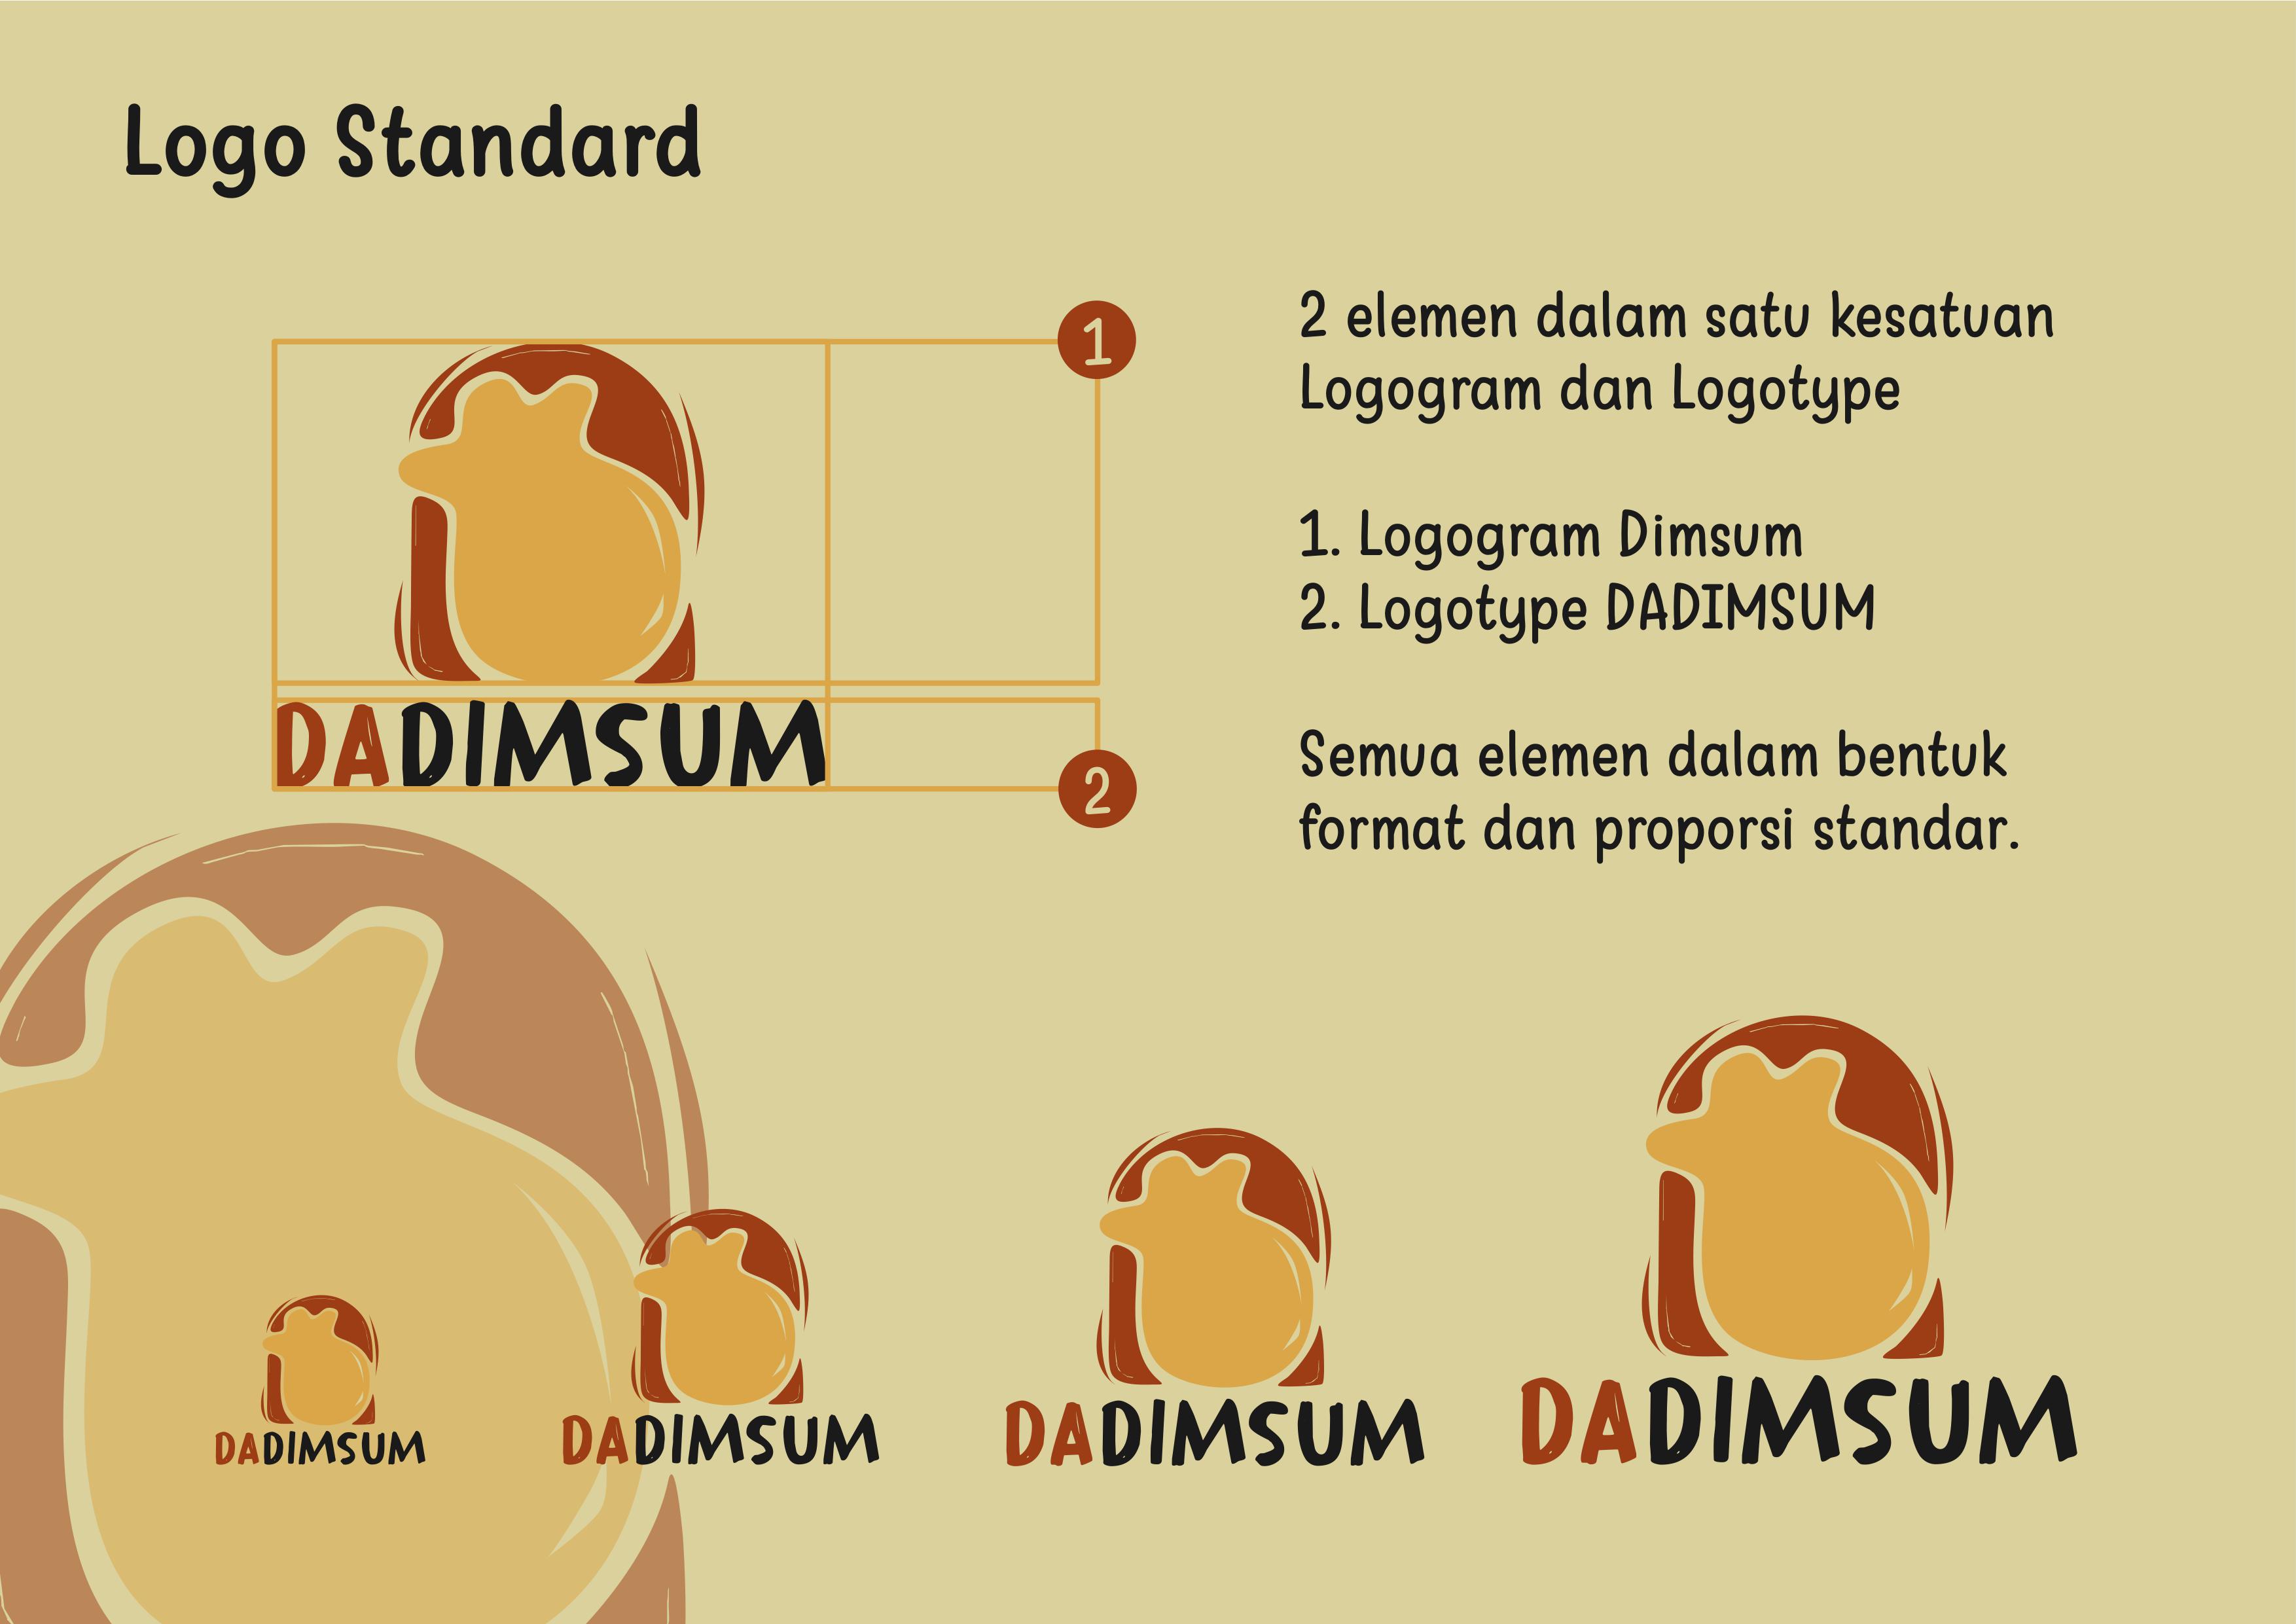 Logo Standard
1
DADIMSUM
2
2 elemen dalam satu kesatuan
Logogram dan Logotype
1. Logogram Dimsum
2. Logotype DADIMSUM
Semua elemen dalam bentuk
format dan proporsi standar.
DADIMSUM
DADIMSUM
DADIMSUM
DADIMSUM